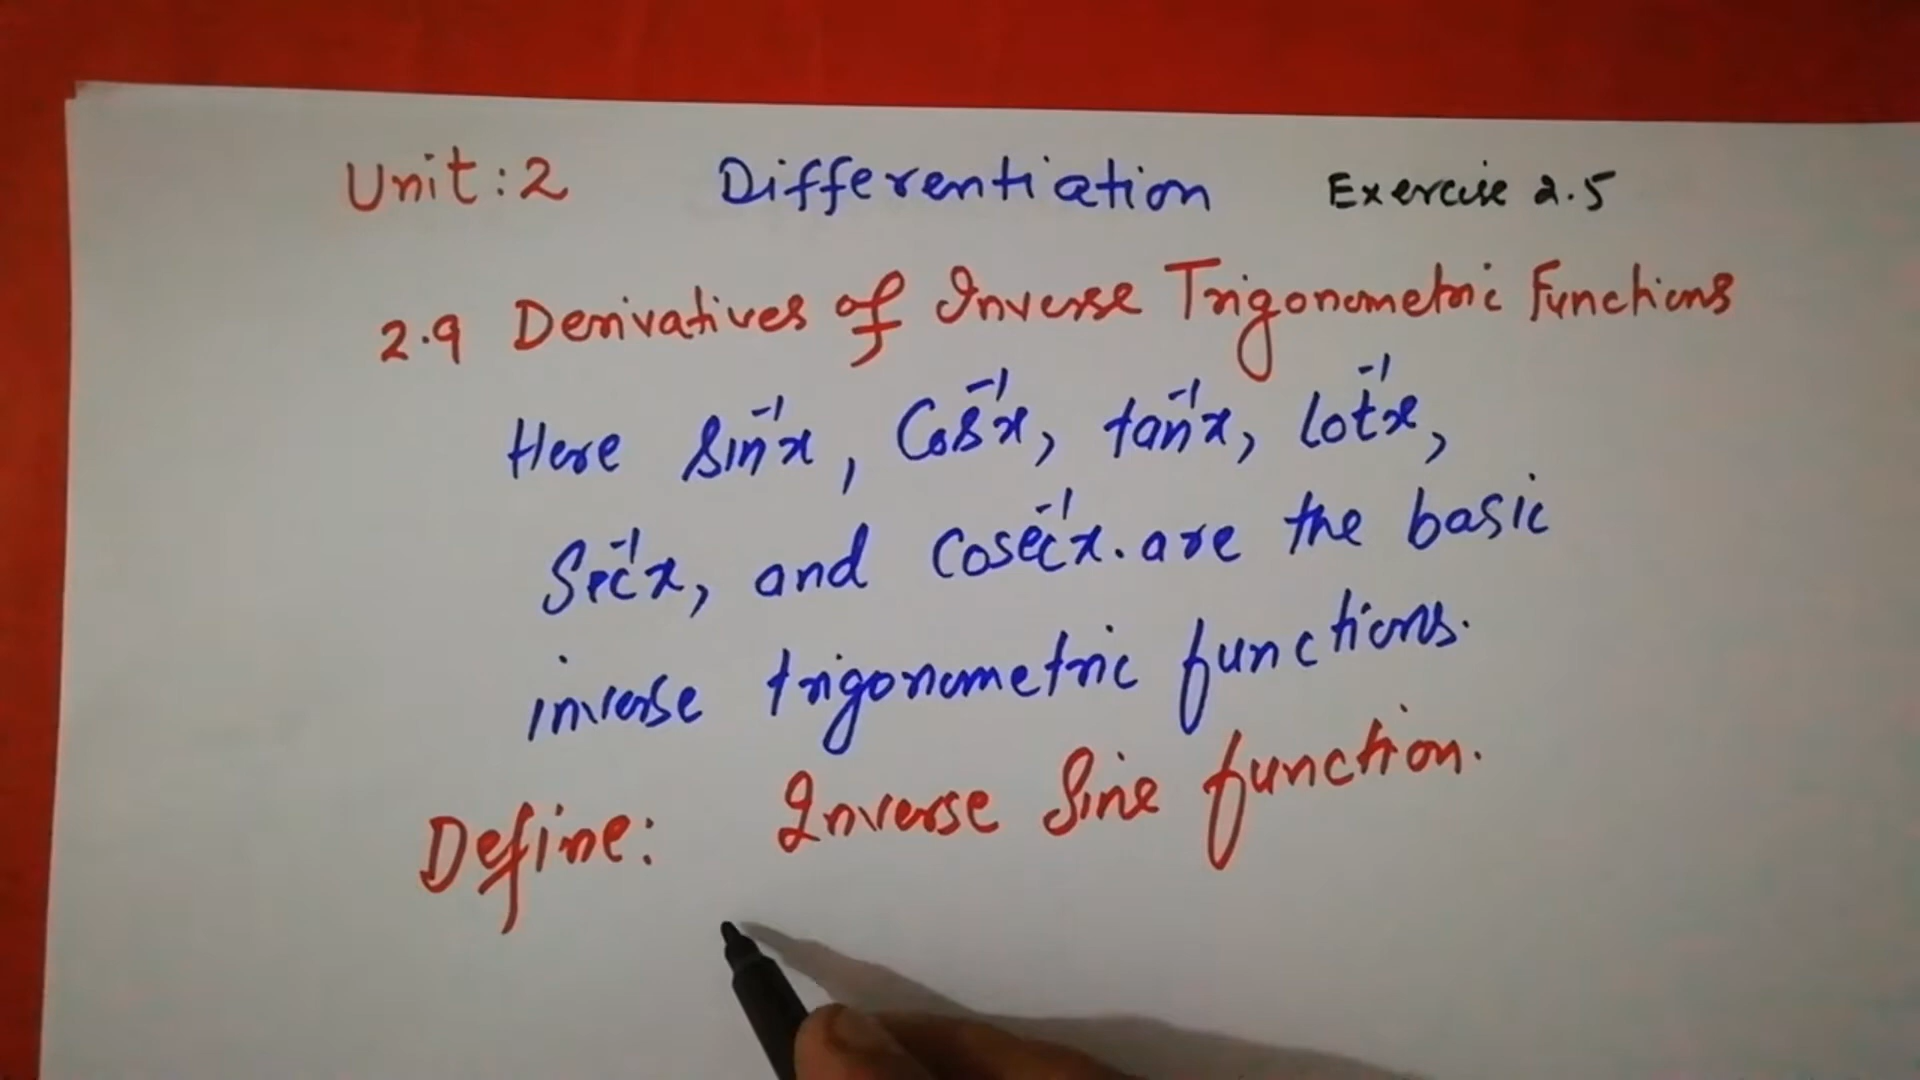 Unit:2 Differentiation Exercise 2.5
2.9 Derivatives of Inverse Trigonometric Functions
Here sin⁻¹x, Cos⁻¹x, tan⁻¹x, Cot⁻¹x,
Sec⁻¹x, and Cosec⁻¹x. are the basic
inverse trigonometric functions.
Define: Inverse Sine function.